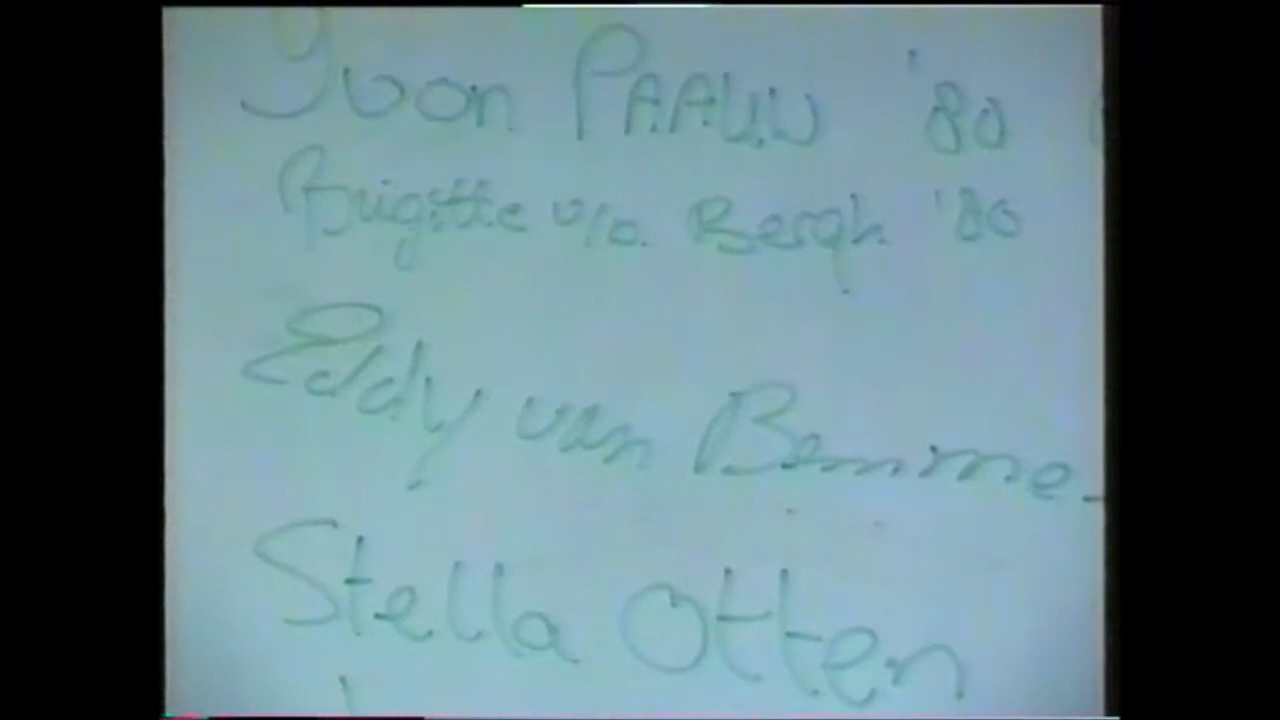 Yvon PAAUW '80
Brigitte v/d. Bergh. '80
Eddy van Bemme-
Stella Otten